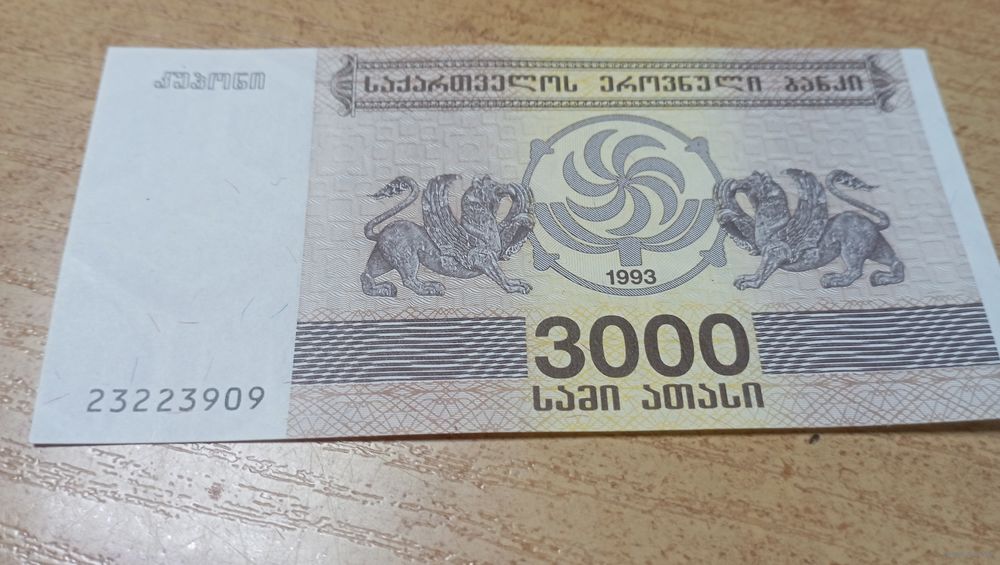 კუპონი
საქართველოს ეროვნული ბანკი
1993
3000
სამი ათასი
23223909